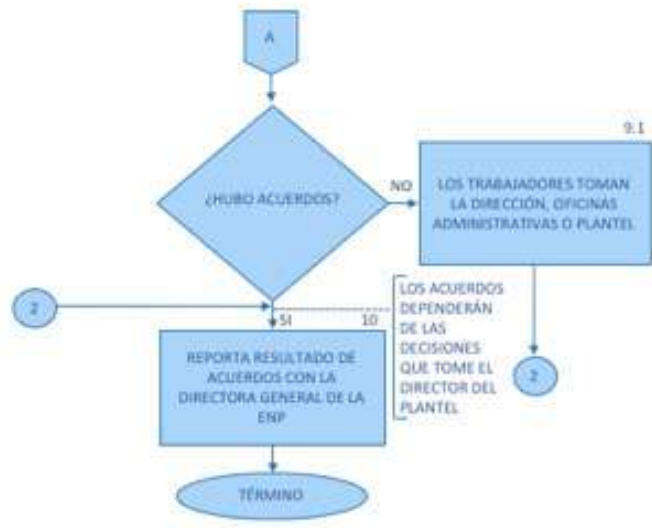 A
¿HUBO ACUERDOS?
NO
9.1
LOS TRABAJADORES TOMAN
LA DIRECCIÓN, OFICINAS
ADMINISTRATIVAS O PLANTEL
2
SI
10
LOS ACUERDOS
DEPENDERÁN
DE LAS
DECISIONES
QUE TOME EL
DIRECTOR DEL
PLANTEL
REPORTA RESULTADO DE
ACUERDOS CON LA
DIRECTORA GENERAL DE LA
ENP
2
TÉRMINO